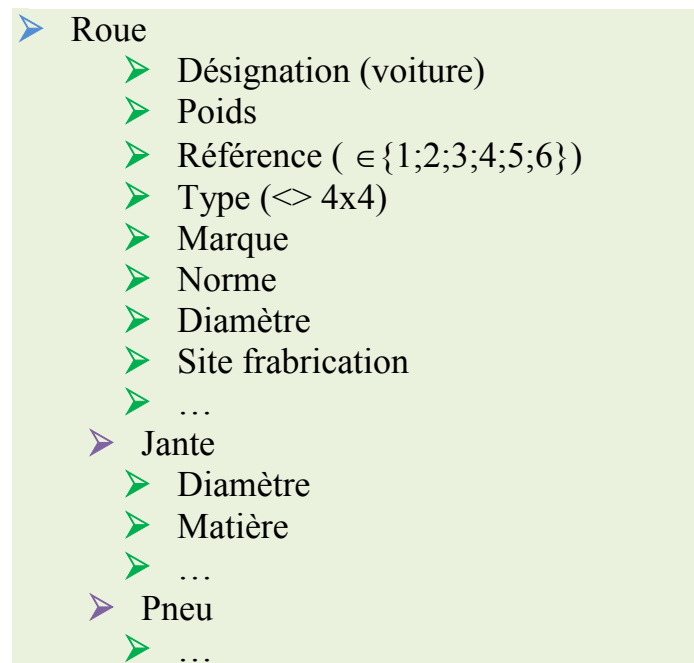 Roue
Désignation (voiture)
Poids
Référence ( ∈{1;2;3;4;5;6})
Type (<> 4x4)
Marque
Norme
Diamètre
Site frabrication
…
Jante
Diamètre
Matière
…
Pneu
…